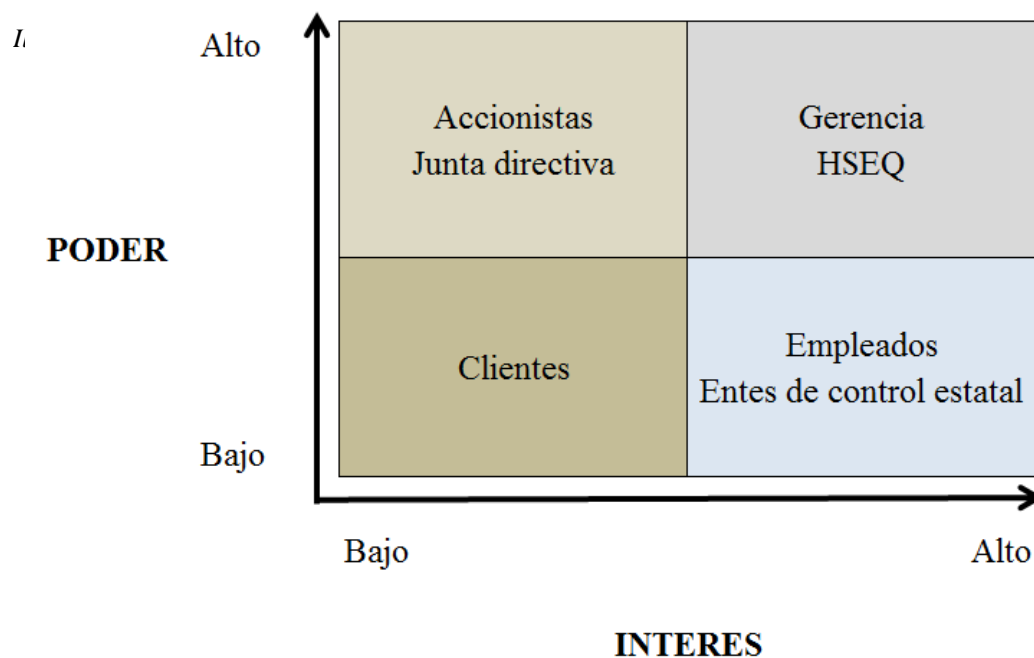 Alto
Accionistas
Junta directiva
Gerencia
HSEQ
PODER
Clientes
Empleados
Entes de control estatal
Bajo
Bajo
Alto
INTERES